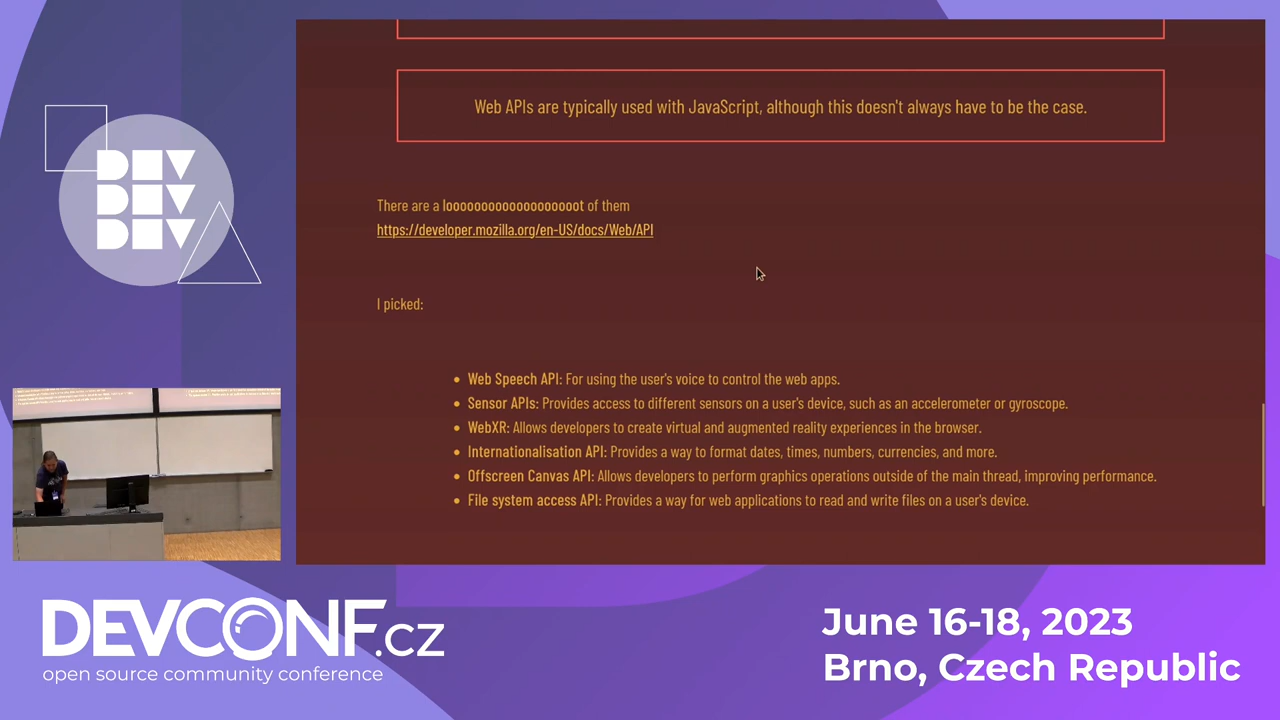 DEV
DEV
DEV
Web APIs are typically used with JavaScript, although this doesn't always have to be the case.
There are a looooooooooooooooooot of them
https://developer.mozilla.org/en-US/docs/Web/API
I picked:
• Web Speech API: For using the user's voice to control the web apps.
• Sensor APIs: Provides access to different sensors on a user's device, such as an accelerometer or gyroscope.
• WebXR: Allows developers to create virtual and augmented reality experiences in the browser.
• Internationalisation API: Provides a way to format dates, times, numbers, currencies, and more.
• Offscreen Canvas API: Allows developers to perform graphics operations outside of the main thread, improving performance.
• File system access API: Provides a way for web applications to read and write files on a user's device.
DEVCONF.cz
open source community conference
June 16-18, 2023
Brno, Czech Republic